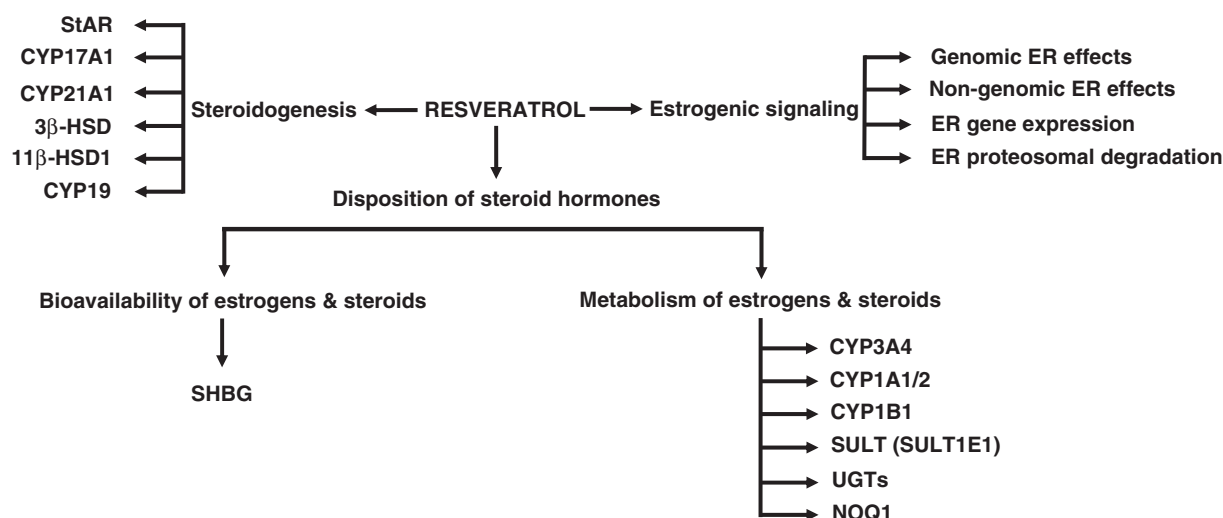 StAR
CYP17A1
CYP21A1
3β-HSD
11β-HSD1
CYP19
Steroidogenesis
RESVERATROL
Estrogenic signaling
Genomic ER effects
Non-genomic ER effects
ER gene expression
ER proteosomal degradation
Disposition of steroid hormones
Bioavailability of estrogens & steroids
SHBG
Metabolism of estrogens & steroids
CYP3A4
CYP1A1/2
CYP1B1
SULT (SULT1E1)
UGTs
NOQ1